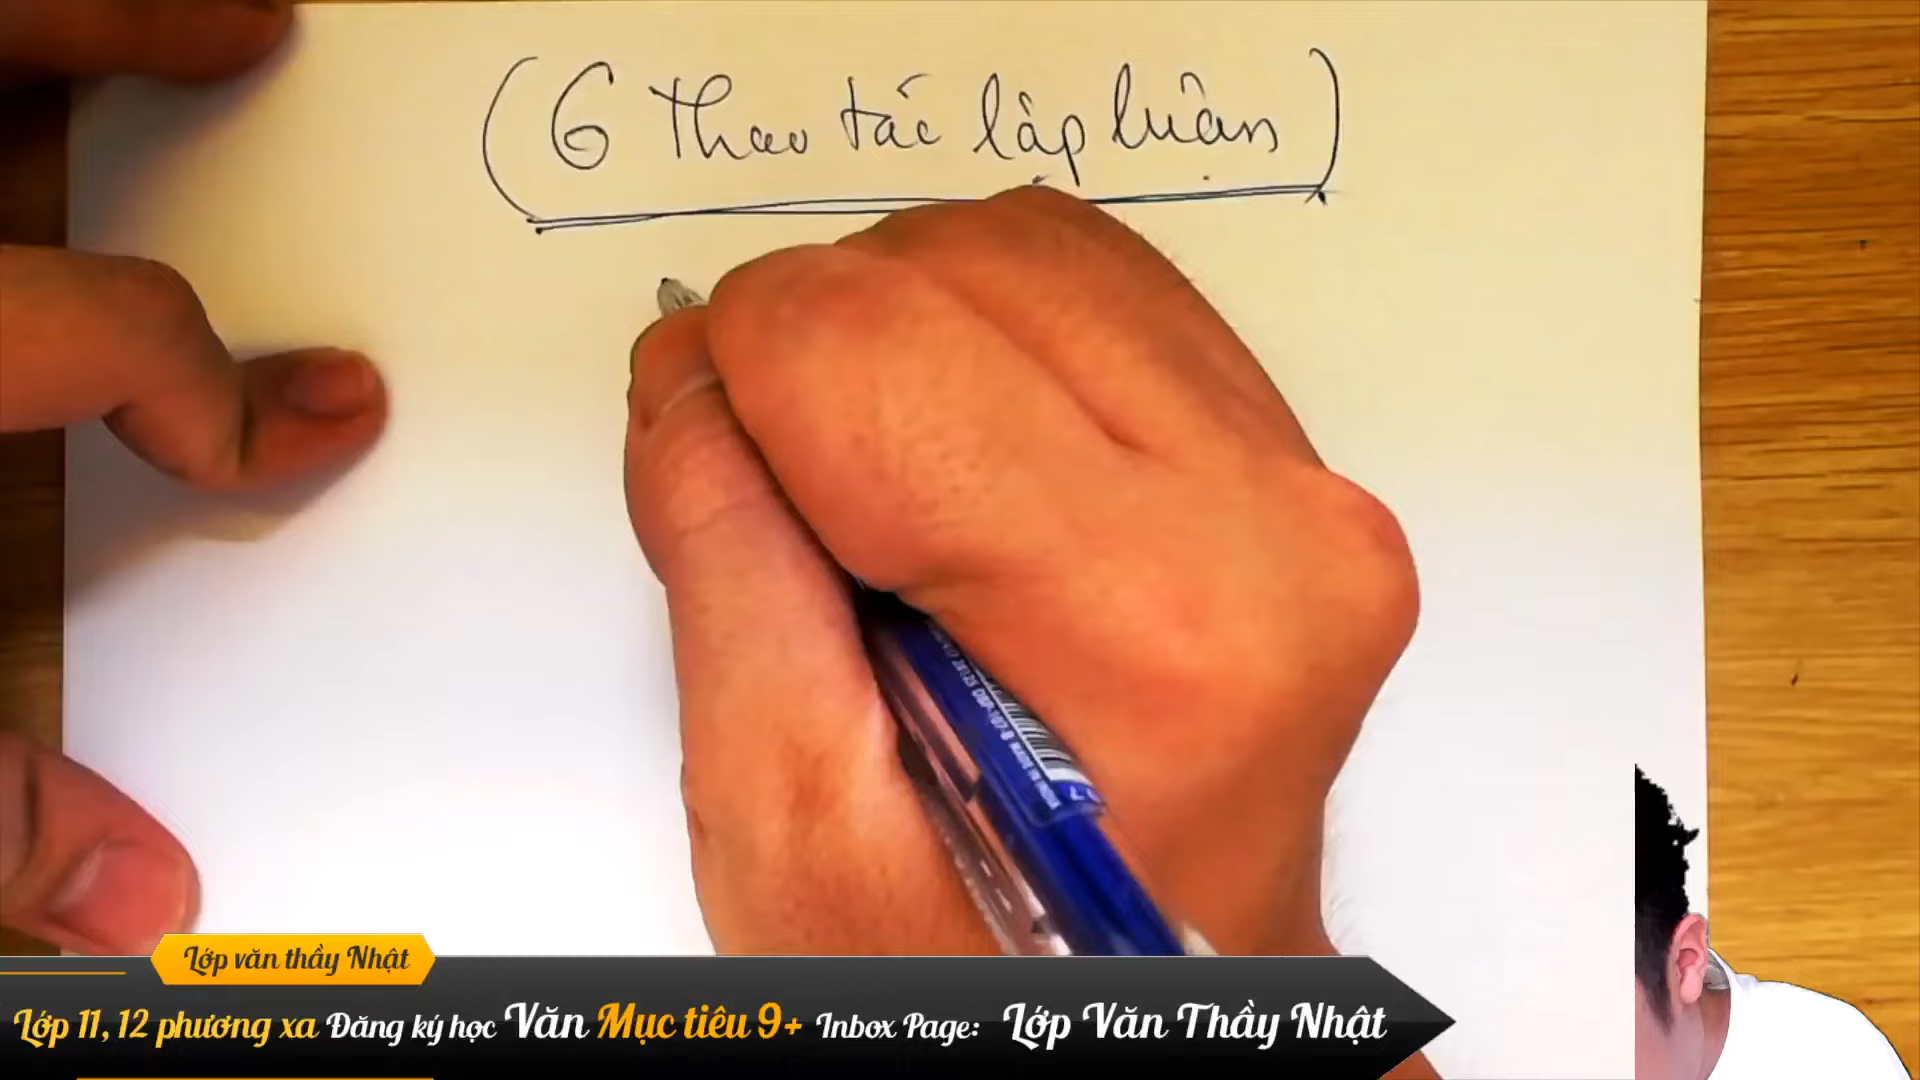 (6 Thao tác lập luận)
Lớp văn thầy Nhật
Lớp 11, 12 phương xa Đăng ký học Văn Mục tiêu 9+ Inbox Page: Lớp Văn Thầy Nhật